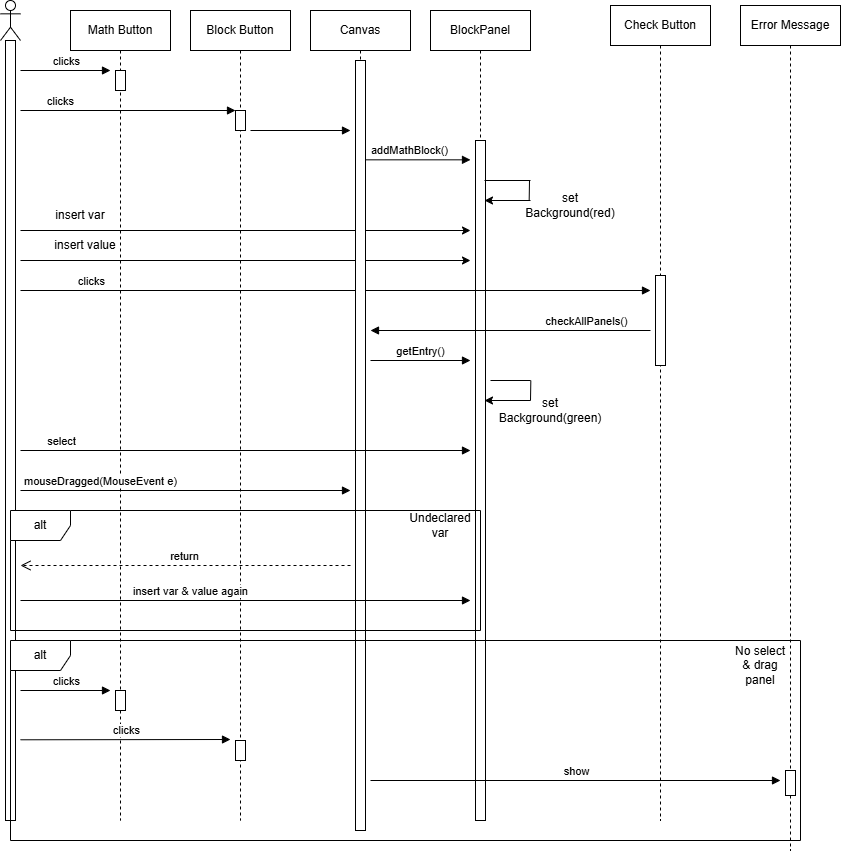 Math Button
Block Button
Canvas
BlockPanel
Check Button
Error Message
clicks
clicks
addMathBlock()
set
Background(red)
insert var
insert value
clicks
checkAllPanels()
getEntry()
set
Background(green)
select
mouseDragged(MouseEvent e)
alt
Undeclared
var
return
insert var & value again
alt
No select
& drag
panel
clicks
clicks
show